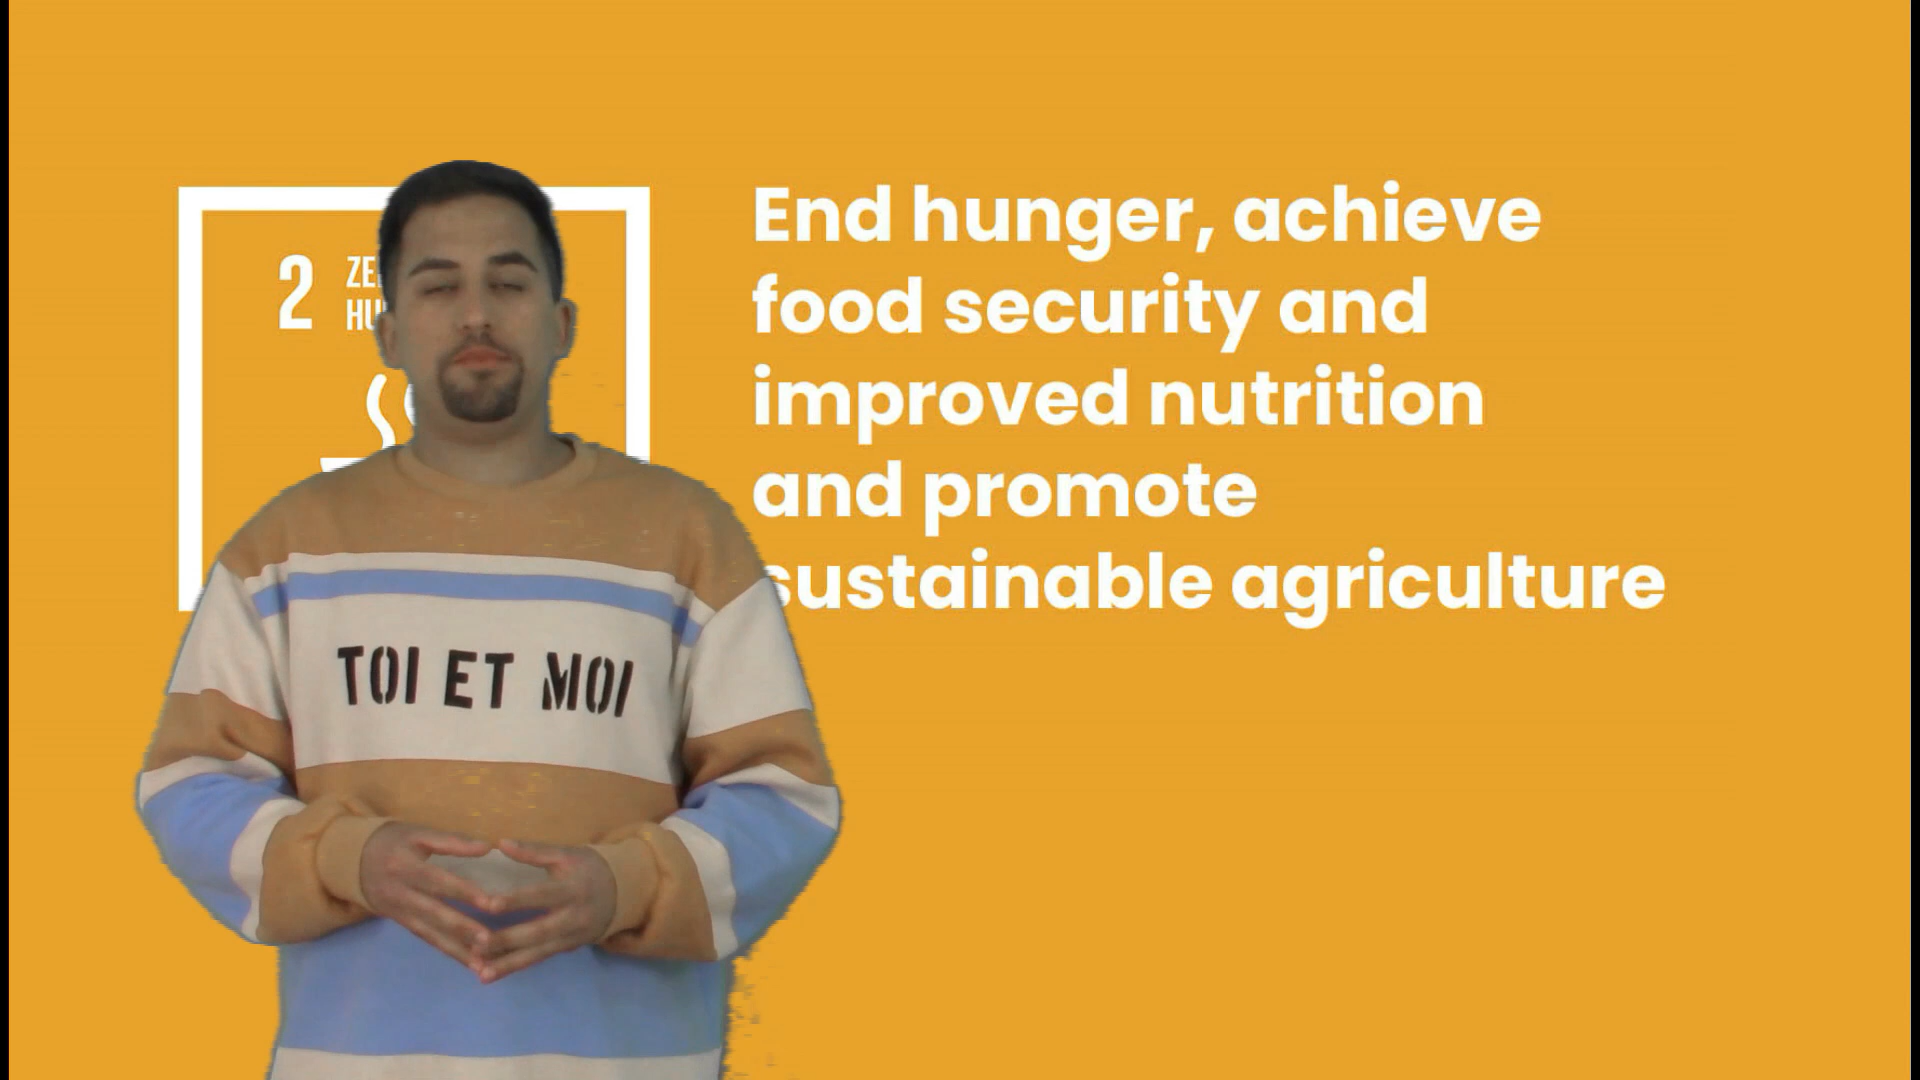 2
End hunger, achieve
food security and
improved nutrition
and promote
sustainable agriculture
TOI ET MOI